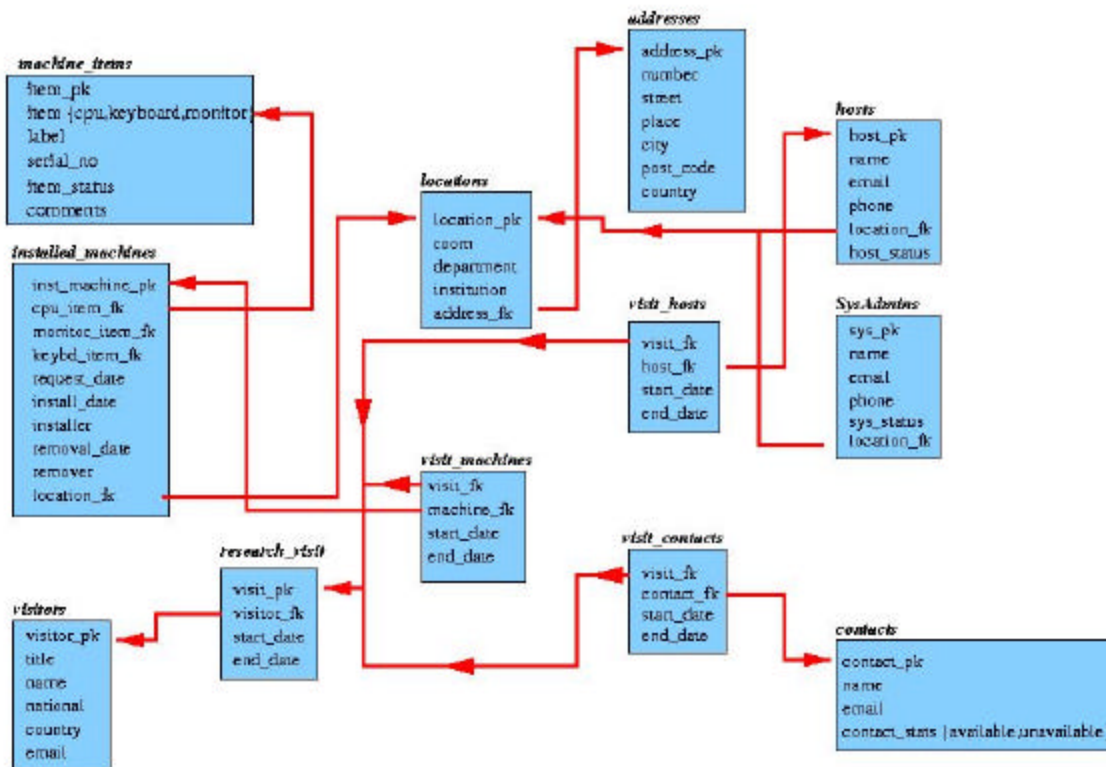 addresses
address_pk
number
street
place
city
post_code
country
machine_items
item_pk
item {cpu,keyboard,monitor}
label
serial_no
item_status
comments
hosts
host_pk
name
email
phone
location_fk
host_status
locations
location_pk
room
department
institution
address_fk
installed_machines
inst_machine_pk
cpu_item_fk
monitor_item_fk
keybd_item_fk
request_date
install_date
installer
removal_date
remover
location_fk
visit_hosts
visit_fk
host_fk
start_date
end_date
SysAdmins
sys_pk
name
email
phone
sys_status
location_fk
visit_machines
visit_fk
machine_fk
start_date
end_date
research_visit
visit_pk
visitor_fk
start_date
end_date
visit_contacts
visit_fk
contact_fk
start_date
end_date
visitors
visitor_pk
title
name
national
country
email
contacts
contact_pk
name
email
contact_stats {available,unavailable